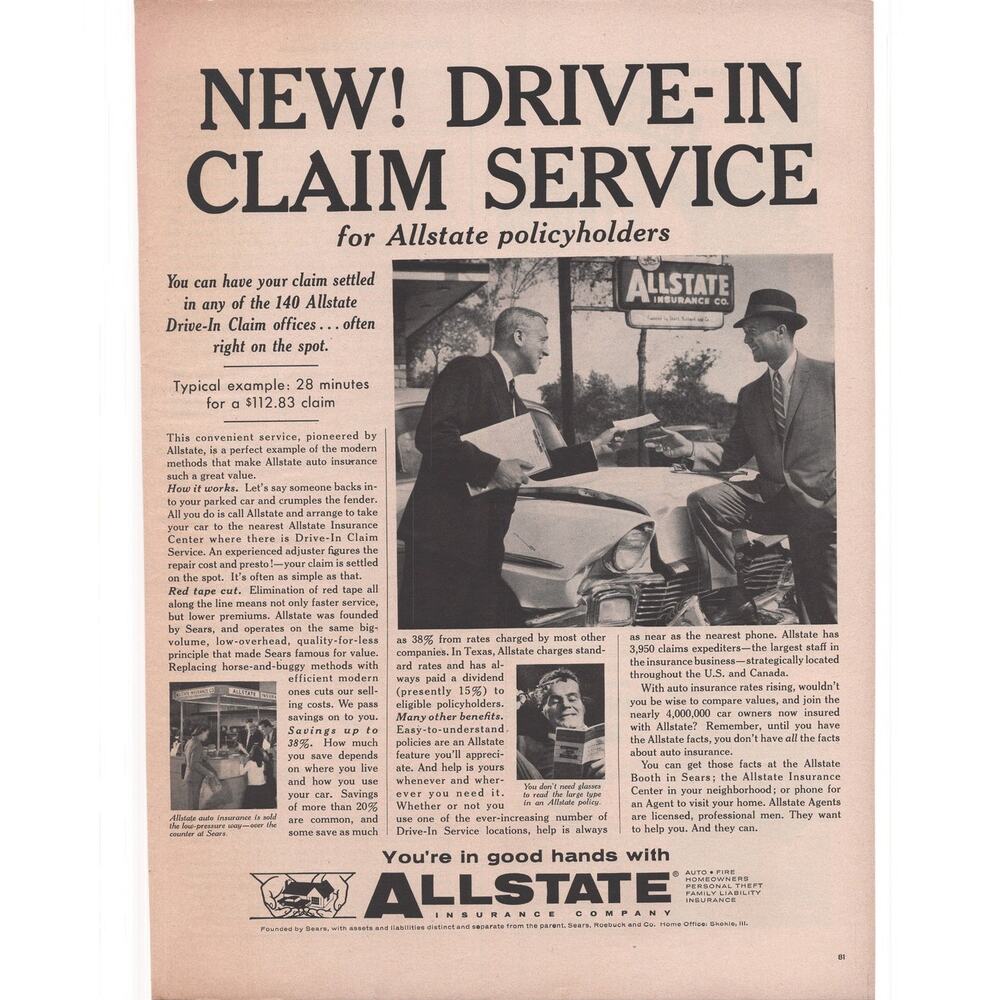 NEW! DRIVE-IN
CLAIM SERVICE
for Allstate policyholders
You can have your claim settled
in any of the 140 Allstate
Drive-In Claim offices . . . often
right on the spot.
Typical example: 28 minutes
for a $112.83 claim
This convenient service, pioneered by
Allstate, is a perfect example of the modern
methods that make Allstate auto insurance
such a great value.
How it works. Let's say someone backs in-
to your parked car and crumples the fender.
All you do is call Allstate and arrange to take
your car to the nearest Allstate Insurance
Center where there is Drive-In Claim
Service. An experienced adjuster figures the
repair cost and presto!—your claim is settled
on the spot. It's often as simple as that.
Red tape cut. Elimination of red tape all
along the line means not only faster service,
but lower premiums. Allstate was founded
by Sears, and operates on the same big-
volume, low-overhead, quality-for-less
principle that made Sears famous for value.
Replacing horse-and-buggy methods with
efficient modern
ones cuts our sell-
ing costs. We pass
savings on to you.
Savings up to
38%. How much
you save depends
on where you live
and how you use
your car. Savings
of more than 20%
are common, and
some save as much
ALLSTATE
Allstate auto insurance is sold
the low-pressure way—over the
counter at Sears.
ALLSTATE
INSURANCE CO.
as 38% from rates charged by most other
companies. In Texas, Allstate charges stand-
ard rates and has al-
ways paid a dividend
(presently 15%) to
eligible policyholders.
Many other benefits.
Easy-to-understand
policies are an Allstate
feature you'll appreci-
ate. And help is yours
whenever and wher-
ever you need it.
Whether or not you
use one of the ever-increasing number of
Drive-In Service locations, help is always
You don't need glasses
to read the large type
in an Allstate policy.
as near as the nearest phone. Allstate has
3,950 claims expediters—the largest staff in
the insurance business—strategically located
throughout the U.S. and Canada.
With auto insurance rates rising, wouldn't
you be wise to compare values, and join the
nearly 4,000,000 car owners now insured
with Allstate? Remember, until you have
the Allstate facts, you don't have all the facts
about auto insurance.
You can get those facts at the Allstate
Booth in Sears; the Allstate Insurance
Center in your neighborhood; or phone for
an Agent to visit your home. Allstate Agents
are licensed, professional men. They want
to help you. And they can.
You're in good hands with
ALLSTATE®
INSURANCE COMPANY
AUTO • FIRE
HOMEOWNERS
PERSONAL THEFT
FAMILY LIABILITY
INSURANCE
Founded by Sears, with assets and liabilities distinct and separate from the parent, Sears, Roebuck and Co. Home Office: Skokie, Ill.
81